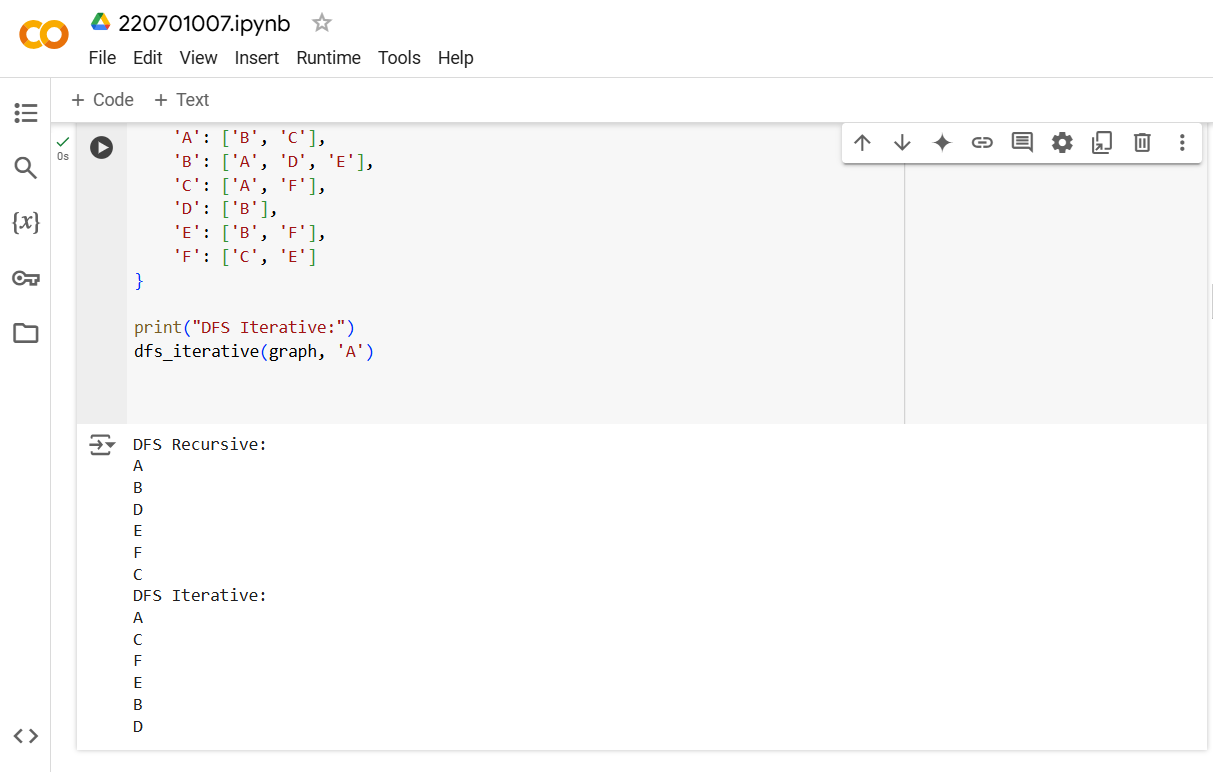 220701007.ipynb
File Edit View Insert Runtime Tools Help
+ Code + Text
0s
'A': ['B', 'C'],
'B': ['A', 'D', 'E'],
'C': ['A', 'F'],
'D': ['B'],
'E': ['B', 'F'],
'F': ['C', 'E']
}
print("DFS Iterative:")
dfs_iterative(graph, 'A')
{x}
DFS Recursive:
A
B
D
E
F
C
DFS Iterative:
A
C
F
E
B
D